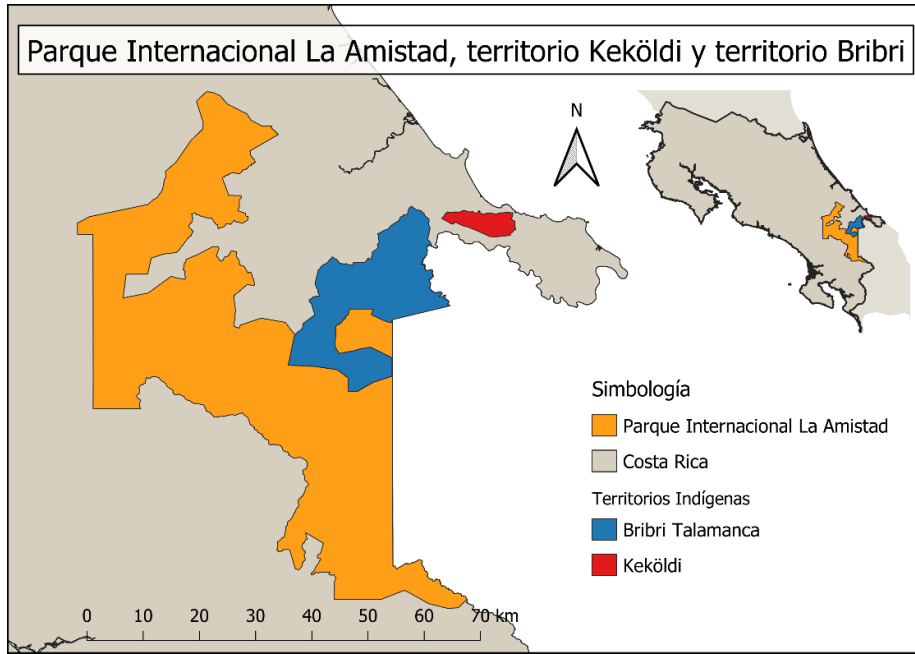 Parque Internacional La Amistad, territorio Keköldi y territorio Bribri
N
Simbología
Parque Internacional La Amistad
Costa Rica
Territorios Indígenas
Bribri Talamanca
Keköldi
0 10 20 30 40 50 60 70 km